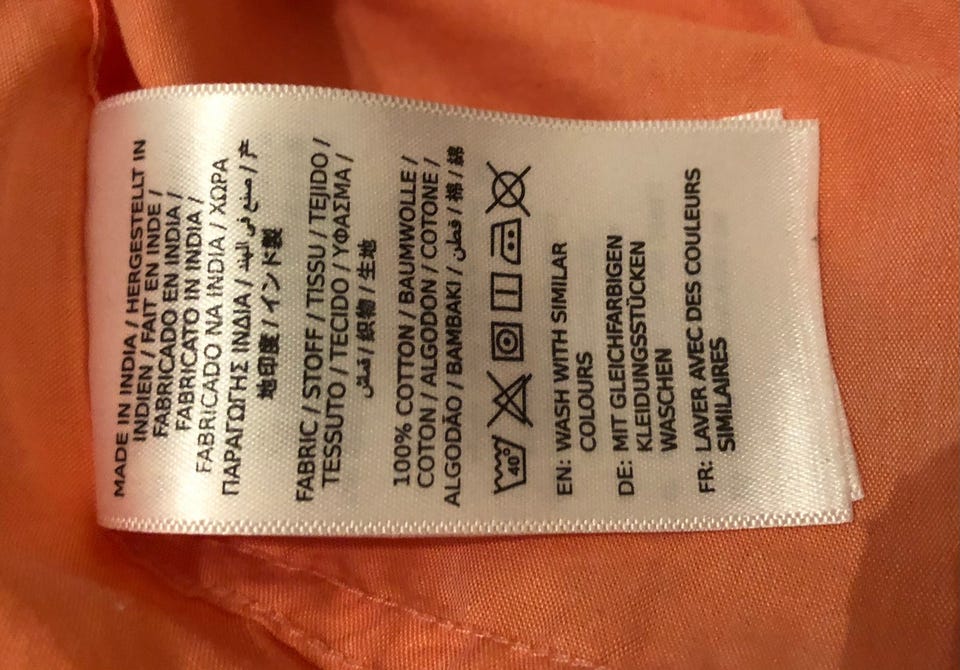 MADE IN INDIA / HERGESTELLT IN
INDIEN / FAIT EN INDE /
FABRICADO EN INDIA /
FABRICATO IN INDIA /
FABRICADO NA INDIA / ΧΩΡΑ
ΠΑΡΑΓΩΓΗΣ ΙΝΔΙΑ / صنع في الهند / 产
地印度 / インド製
FABRIC / STOFF / TISSU / TEJIDO /
TESSUTO / TECIDO / ΥΦΑΣΜΑ /
قماش / 织物 / 生地
100% COTTON / BAUMWOLLE /
COTON / ALGODON / COTONE /
ALGODÃO / BAMBAKI / قطن / 棉 / 綿
40°
EN: WASH WITH SIMILAR
COLOURS
DE: MIT GLEICHFARBIGEN
KLEIDUNGSSTÜCKEN
WASCHEN
FR: LAVER AVEC DES COULEURS
SIMILAIRES